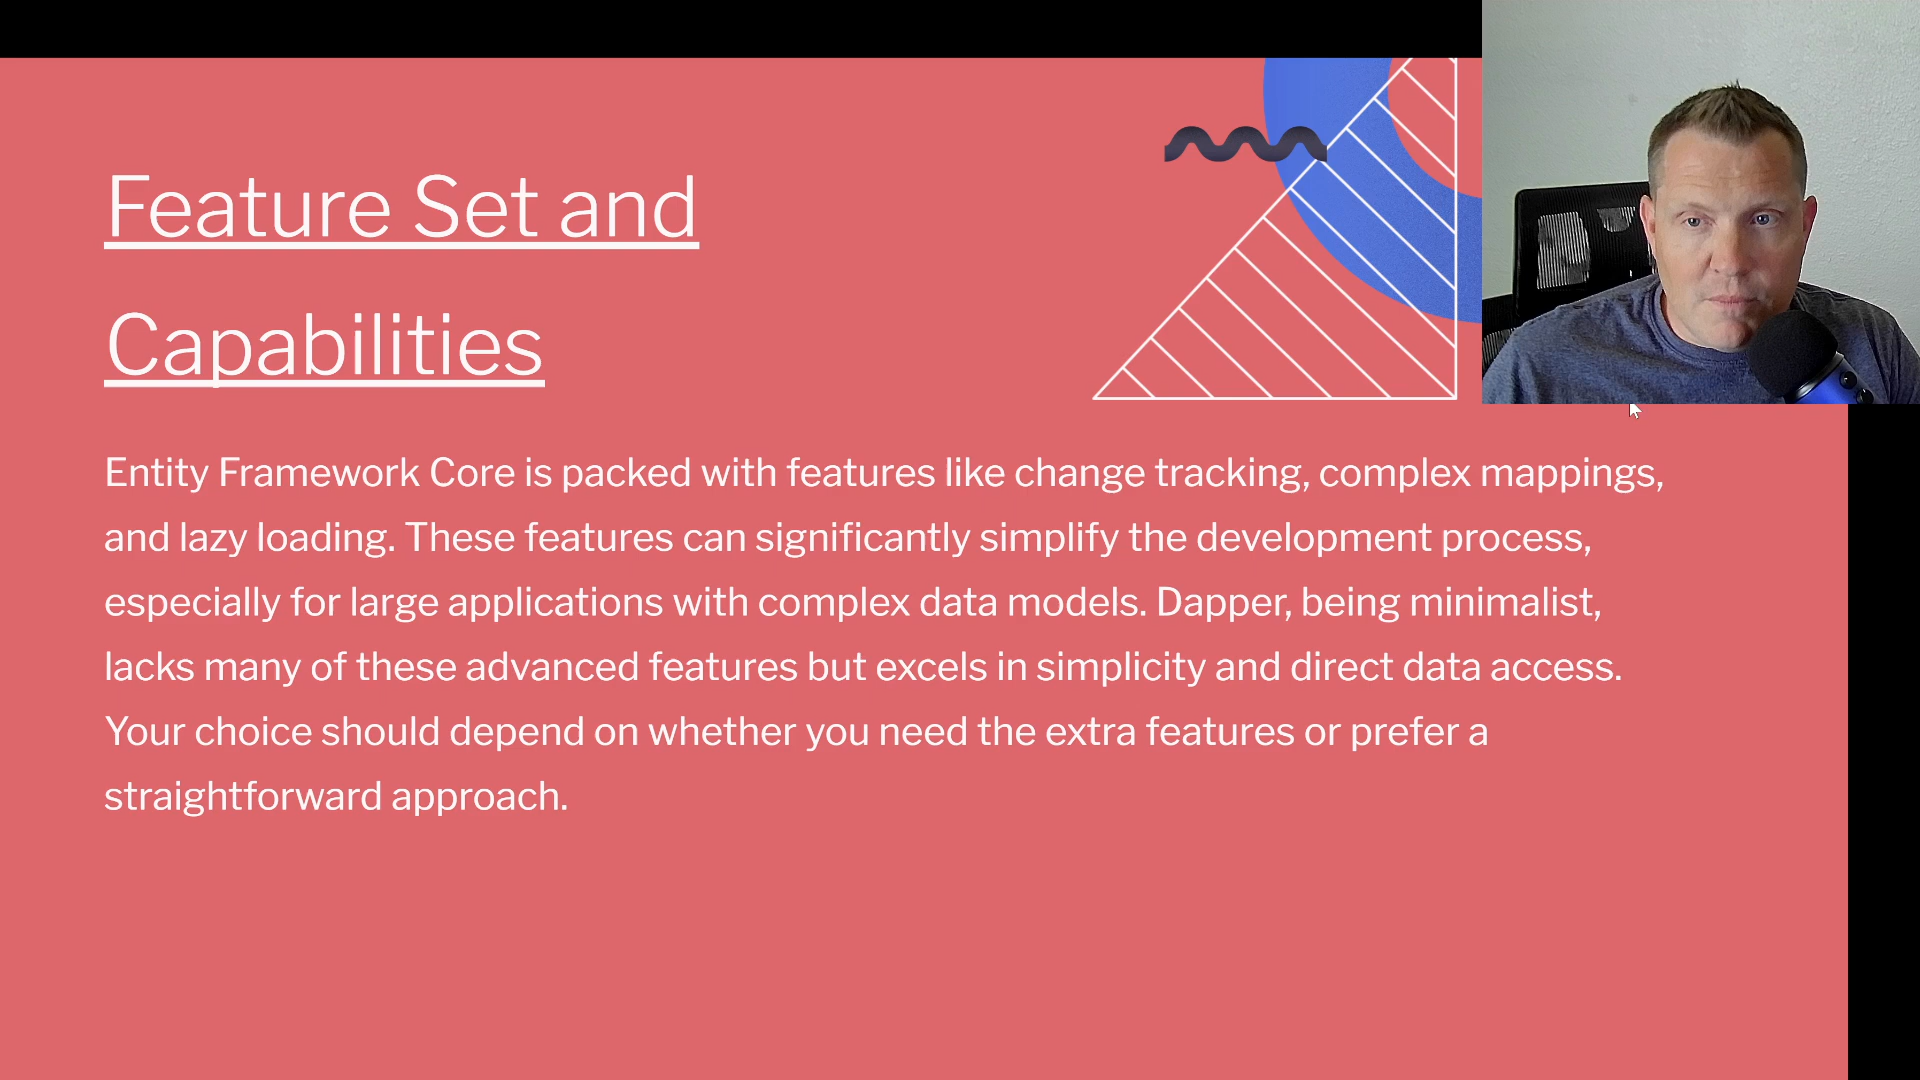 Feature Set and
Capabilities
Entity Framework Core is packed with features like change tracking, complex mappings,
and lazy loading. These features can significantly simplify the development process,
especially for large applications with complex data models. Dapper, being minimalist,
lacks many of these advanced features but excels in simplicity and direct data access.
Your choice should depend on whether you need the extra features or prefer a
straightforward approach.